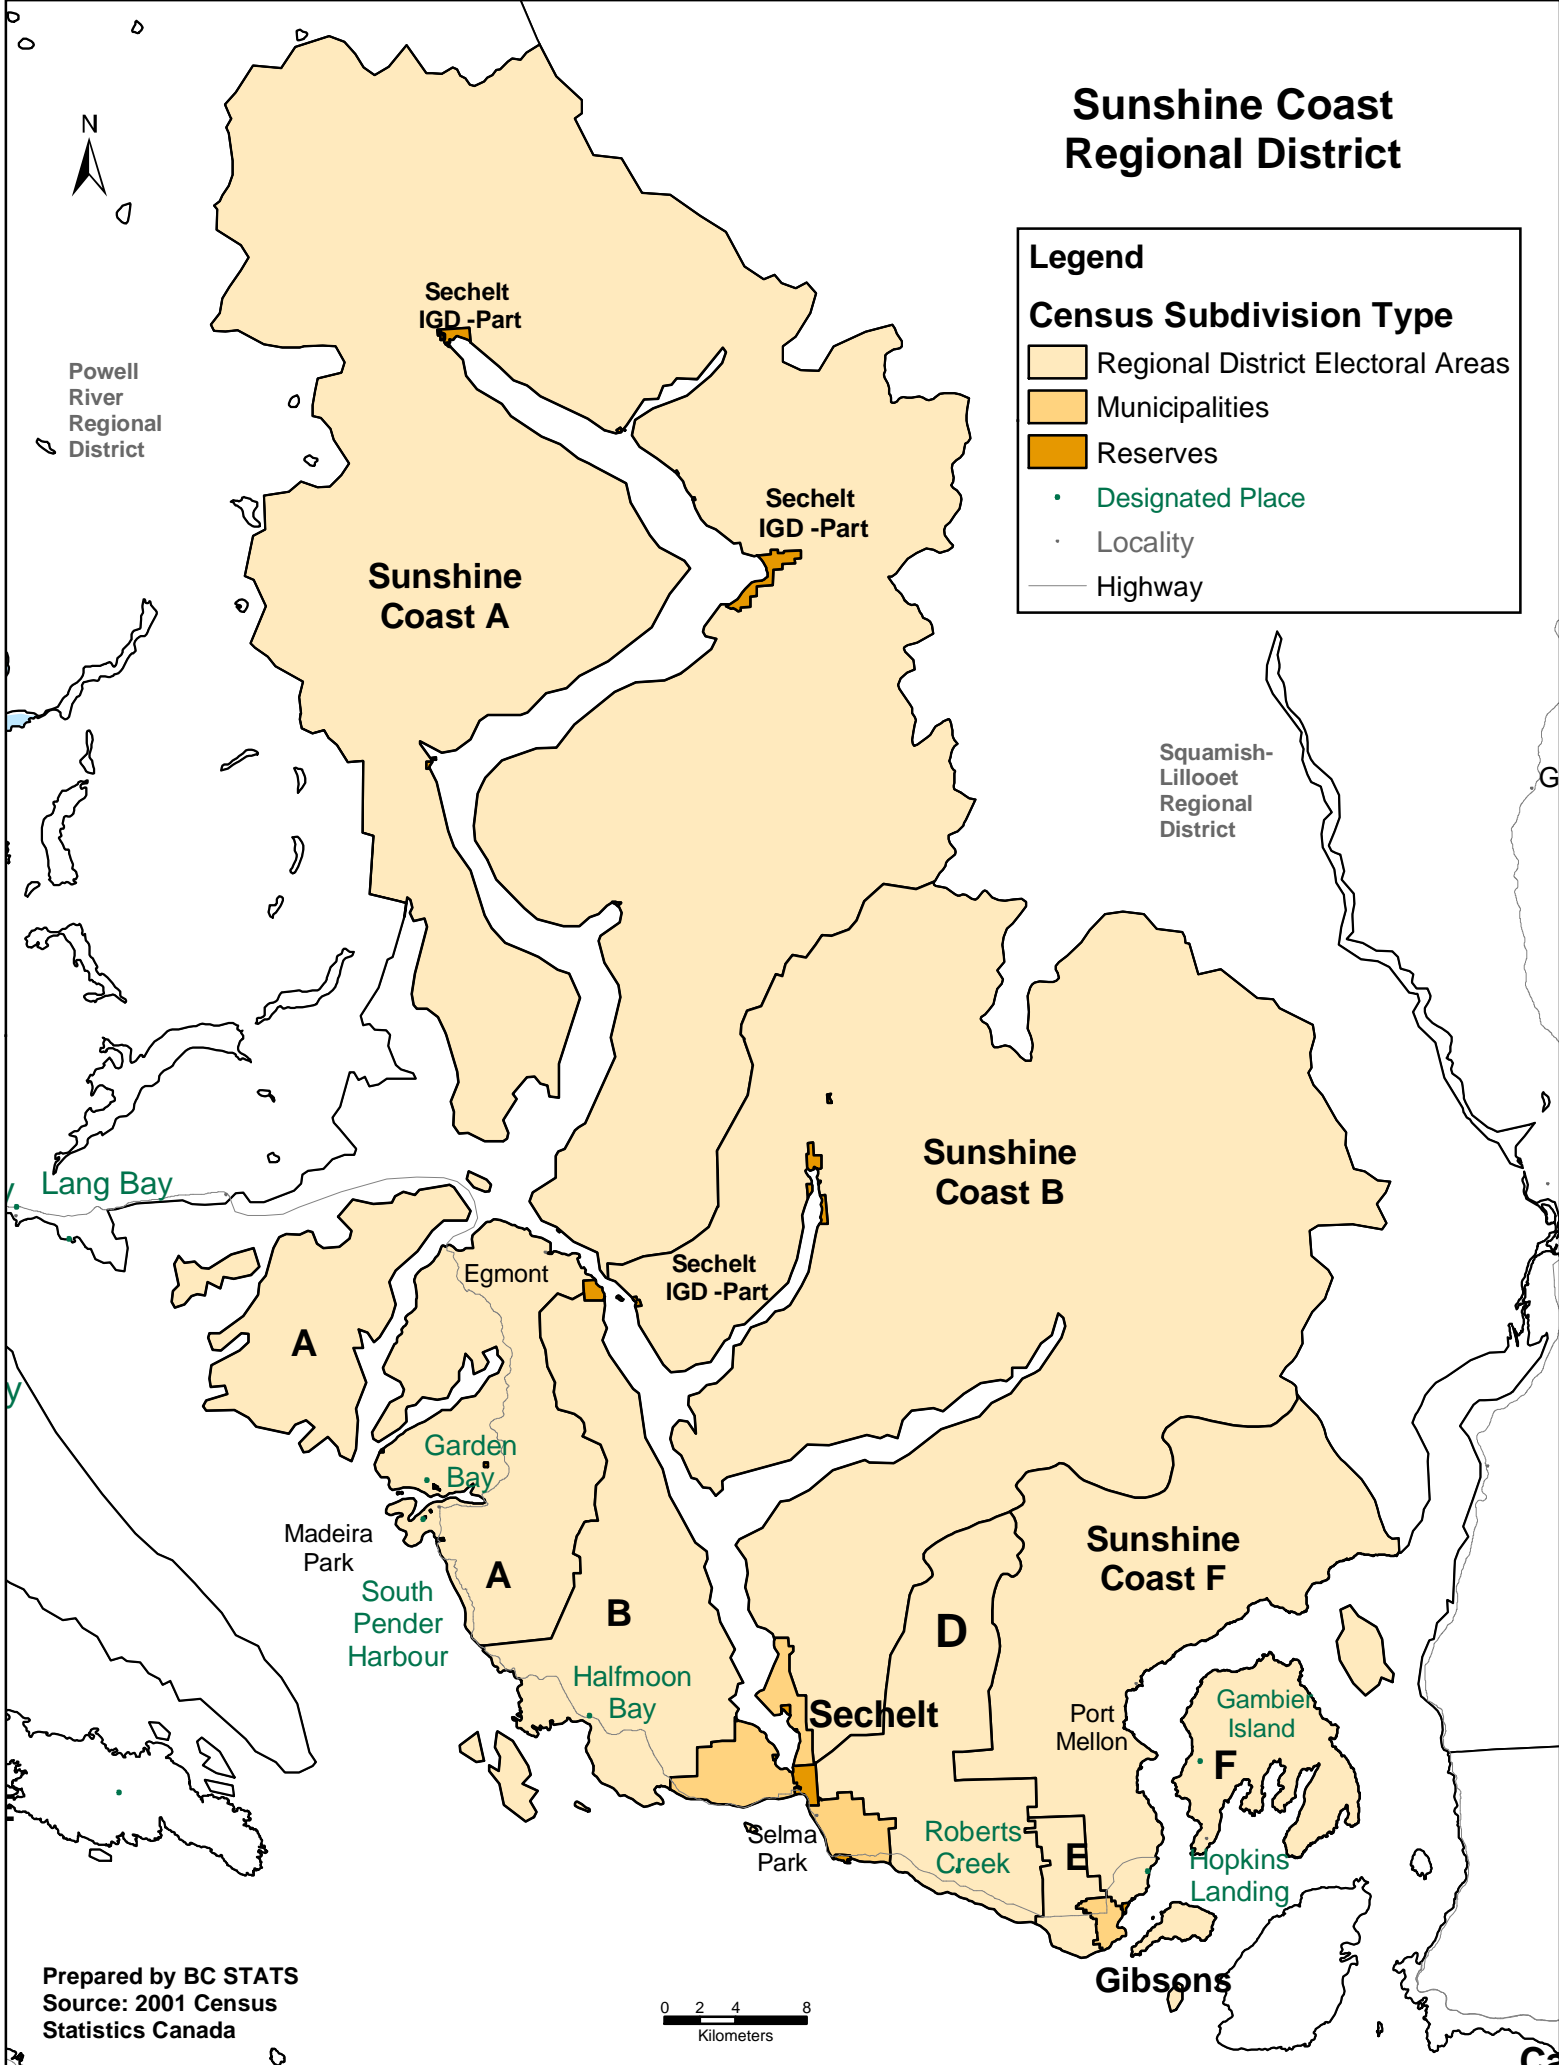 Sunshine Coast
Regional District
N
Legend
Census Subdivision Type
Regional District Electoral Areas
Municipalities
Reserves
Designated Place
Locality
Highway
Sechelt
IGD -Part
Powell
River
Regional
District
Sechelt
IGD -Part
Sunshine
Coast A
Squamish-
Lillooet
Regional
District
G
Sunshine
Coast B
y
Lang Bay
Sechelt
IGD -Part
Egmont
A
y
Garden
Bay
Madeira
Park
A
South
Pender
Harbour
B
Sunshine
Coast F
D
Halfmoon
Bay
Sechelt
Port
Mellon
Gambier
Island
F
Selma
Park
Roberts
Creek
E
Hopkins
Landing
Gibsons
Prepared by BC STATS
Source: 2001 Census
Statistics Canada
0 2 4 8
Kilometers
Ca